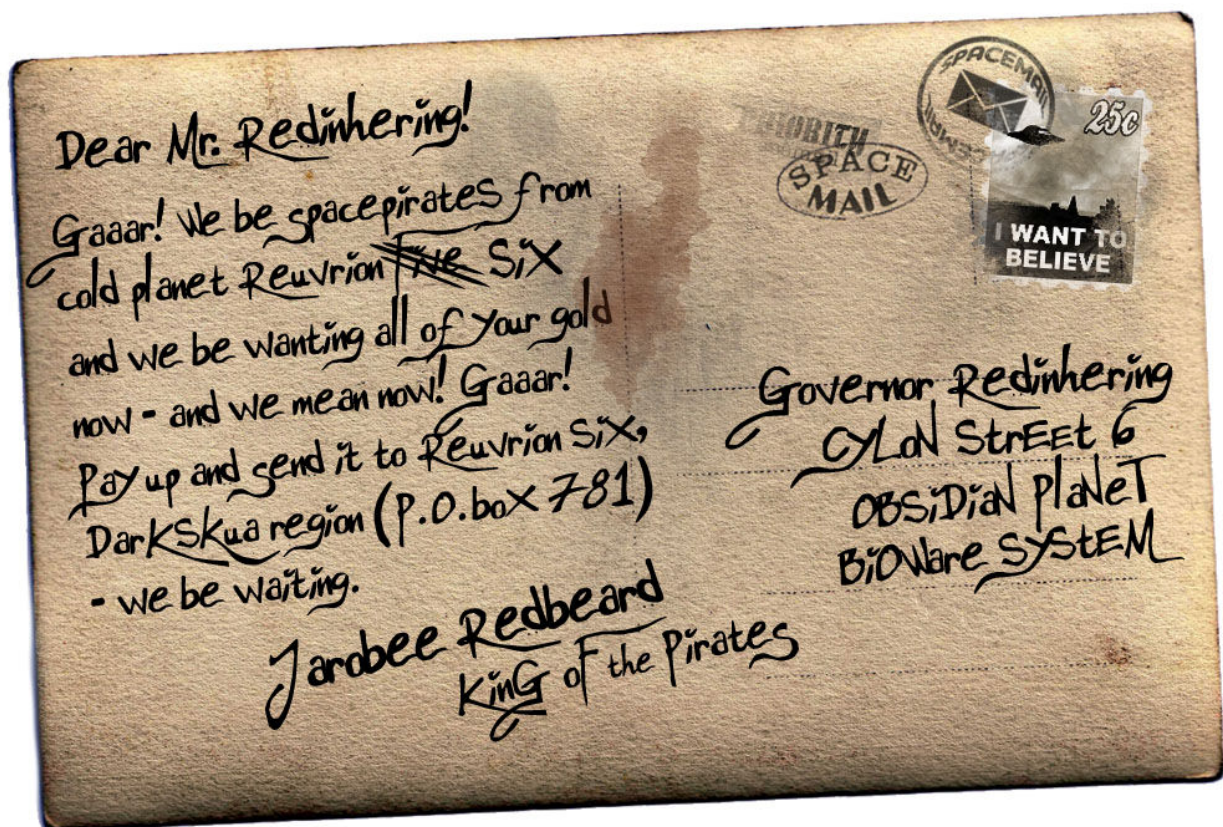 Dear Mr. Redinhering!
Gaaar! We be spacepirates from
cold planet Reuvrion five Six
and we be wanting all of your gold
now - and we mean now! Gaaar!
Pay up and send it to Reuvrion Six,
Darkskua region (P.O.box 781)
- we be waiting.
Jarobee Redbeard
KinG of the Pirates
SPACEMAIL
25c
I WANT TO
BELIEVE
SPACE
MAIL
Governor Redinhering
CYLoN StrEEt 6
OBSiDiaN PlaNeT
BiOWare SYStEM